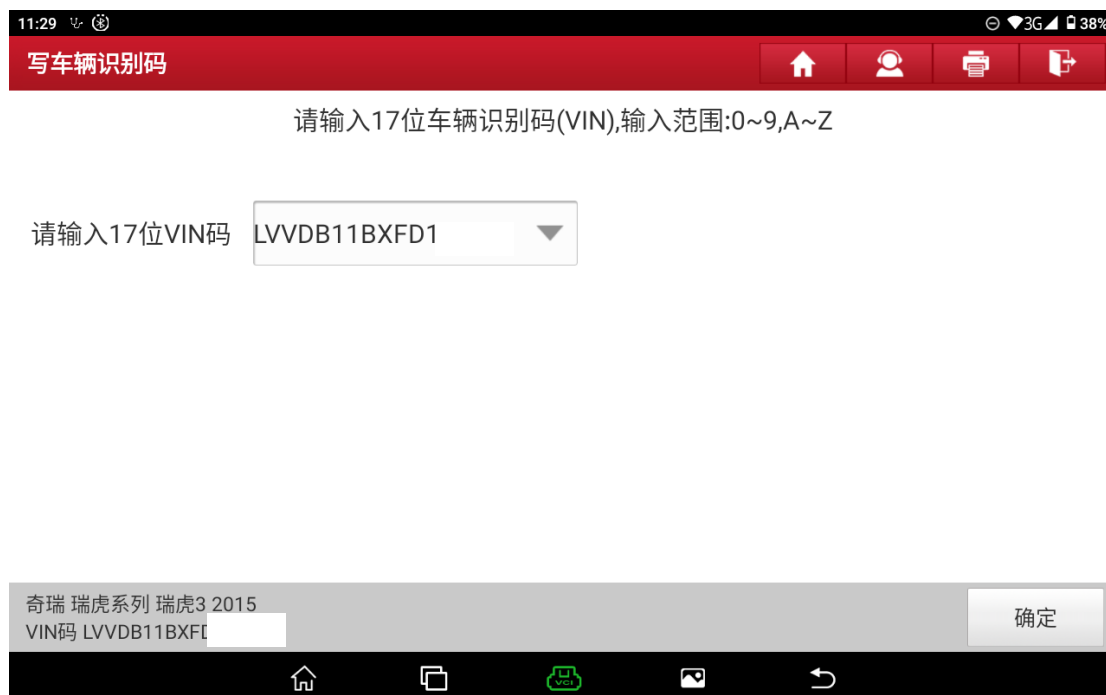 11:29 3G 38%
写车辆识别码
请输入17位车辆识别码(VIN),输入范围:0~9,A~Z
请输入17位VIN码 LVVDB11BXFD1
奇瑞 瑞虎系列 瑞虎3 2015
VIN码 LVVDB11BXFD
确定
VCI